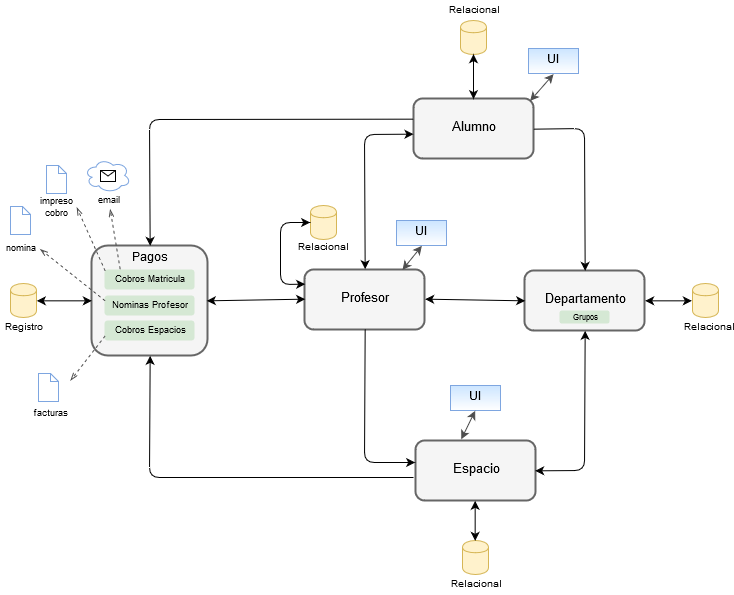 Relacional
UI
Alumno
impreso
cobro
email
nomina
Pagos
Cobros Matricula
Nominas Profesor
Cobros Espacios
Registro
facturas
Relacional
UI
Profesor
Departamento
Grupos
Relacional
UI
Espacio
Relacional